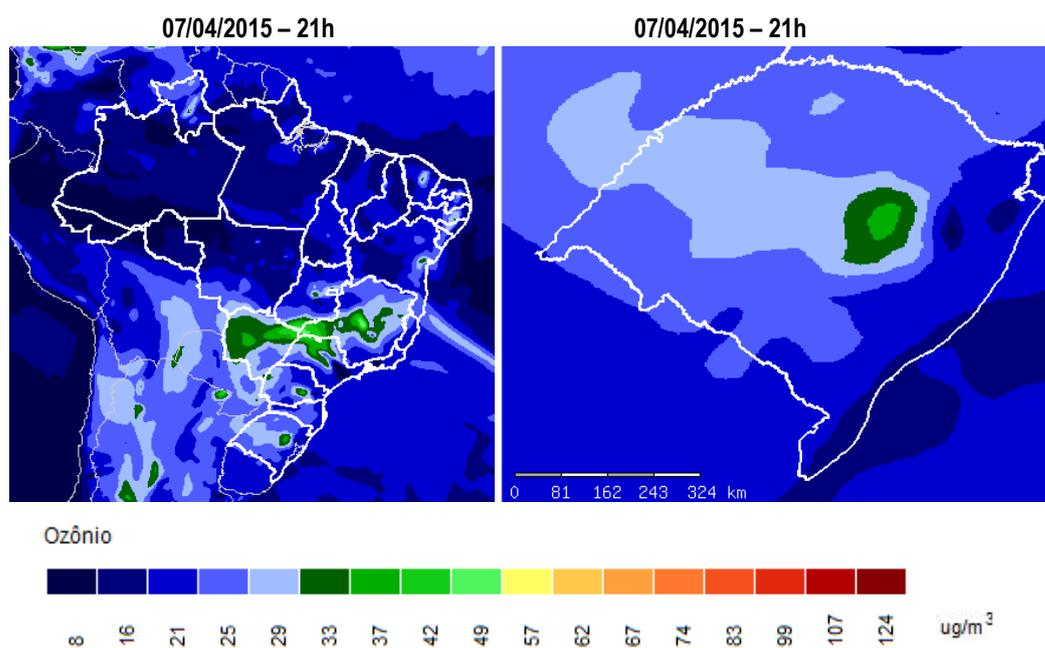 07/04/2015 – 21h
07/04/2015 – 21h
0 81 162 243 324 km
Ozônio
8 16 21 25 29 33 37 42 49 57 62 67 74 83 99 107 124 ug/m³